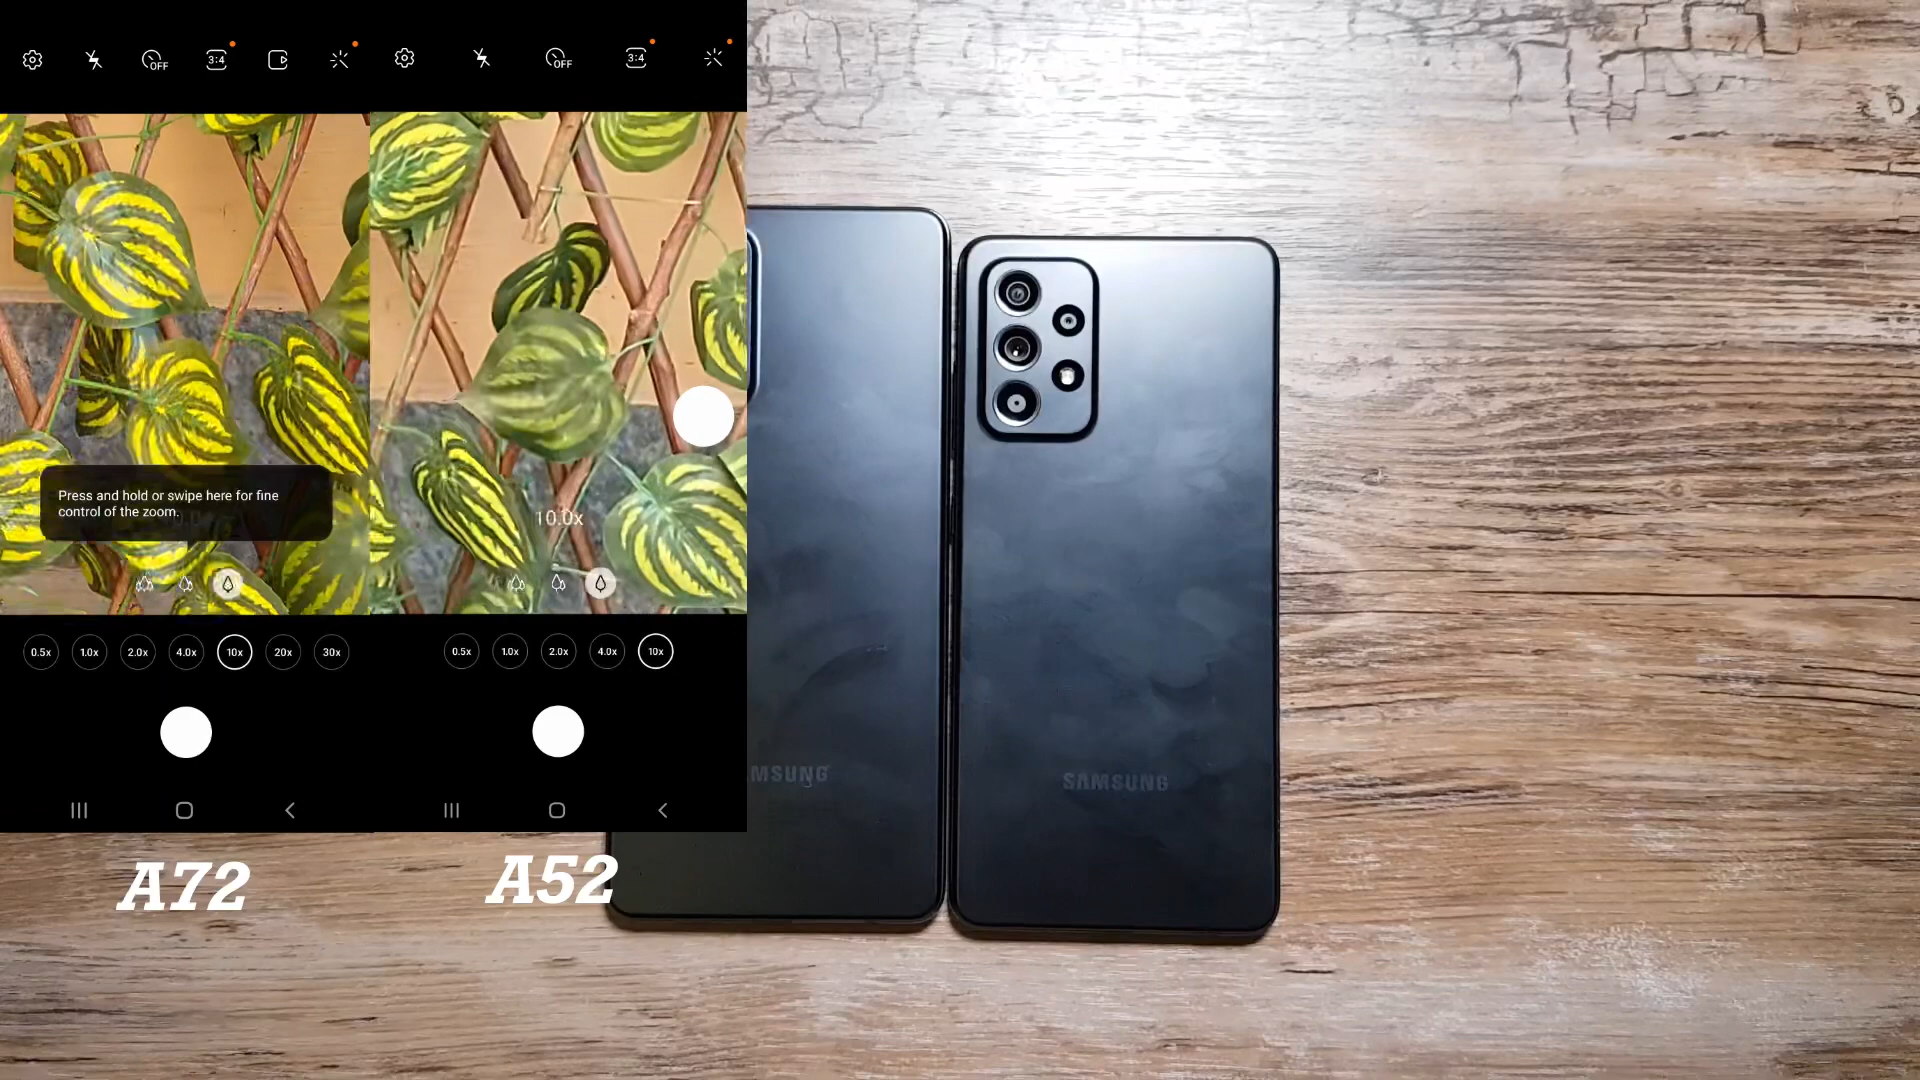 OFF
3:4
OFF
3:4
Press and hold or swipe here for fine
control of the zoom.
10.0x
0.5x 1.0x 2.0x 4.0x 10x 20x 30x
0.5x 1.0x 2.0x 4.0x 10x
MSUNG
SAMSUNG
A72
A52